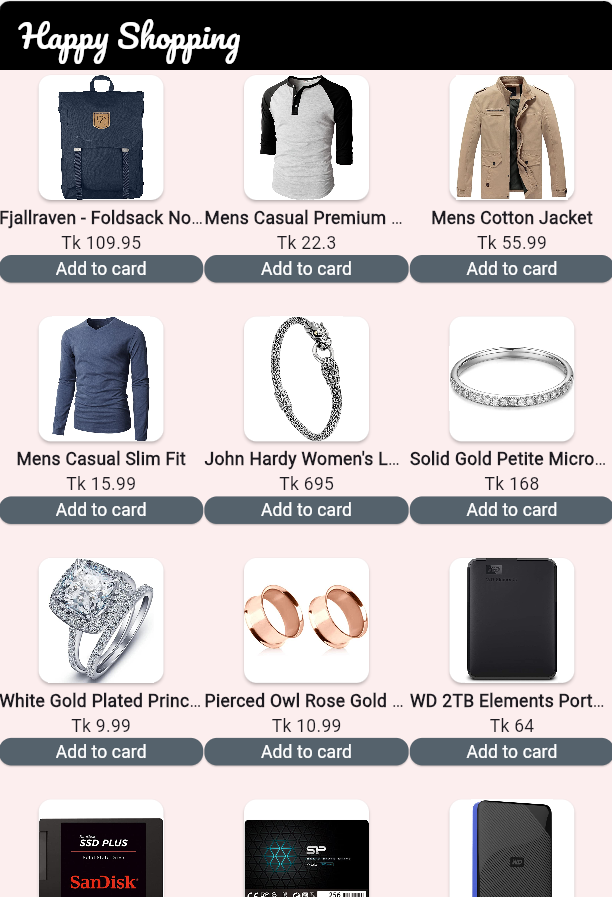 Happy Shopping
Fjallraven - Foldsack No... Mens Casual Premium ... Mens Cotton Jacket
Tk 109.95 Tk 22.3 Tk 55.99
Add to card Add to card Add to card
Mens Casual Slim Fit John Hardy Women's L... Solid Gold Petite Micro...
Tk 15.99 Tk 695 Tk 168
Add to card Add to card Add to card
White Gold Plated Princ... Pierced Owl Rose Gold ... WD 2TB Elements Port...
Tk 9.99 Tk 10.99 Tk 64
Add to card Add to card Add to card
SSD PLUS
SanDisk
SP
256
WD